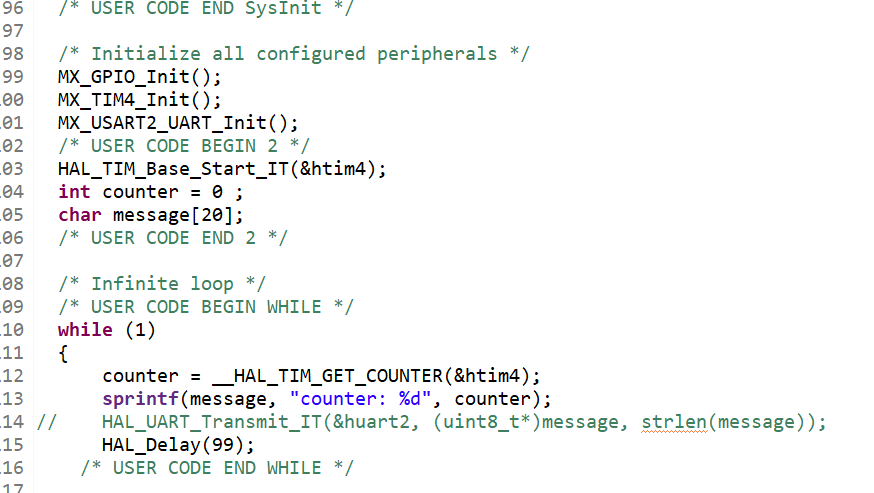 96 /* USER CODE END SysInit */
97
98 /* Initialize all configured peripherals */
99 MX_GPIO_Init();
00 MX_TIM4_Init();
01 MX_USART2_UART_Init();
02 /* USER CODE BEGIN 2 */
03 HAL_TIM_Base_Start_IT(&htim4);
04 int counter = 0 ;
05 char message[20];
06 /* USER CODE END 2 */
07
08 /* Infinite loop */
09 /* USER CODE BEGIN WHILE */
10 while (1)
11 {
12 counter = __HAL_TIM_GET_COUNTER(&htim4);
13 sprintf(message, "counter: %d", counter);
14 // HAL_UART_Transmit_IT(&huart2, (uint8_t*)message, strlen(message));
15 HAL_Delay(99);
16 /* USER CODE END WHILE */
17